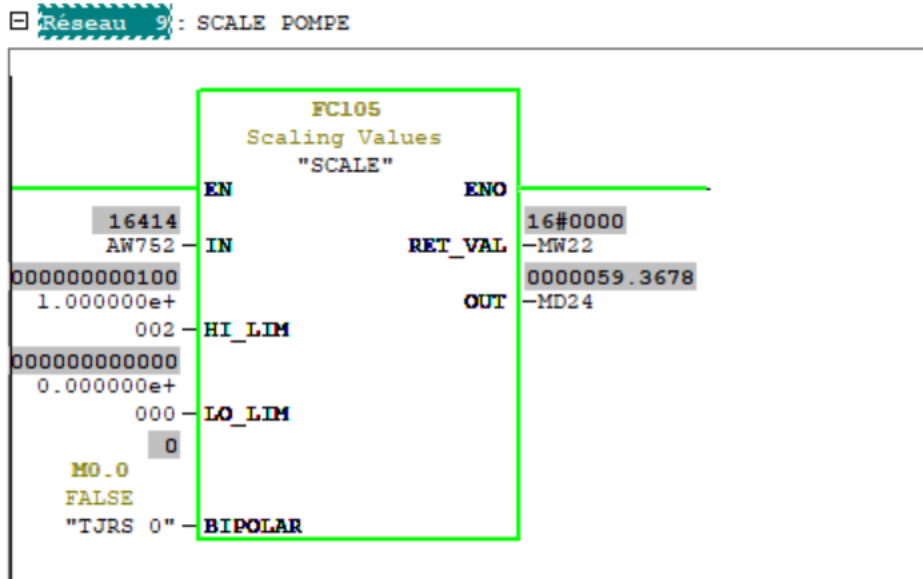 Réseau 9 : SCALE POMPE
FC105
Scaling Values
"SCALE"
EN ENO
16414 16#0000
AW752 IN RET_VAL MW22
000000000100 0000059.3678
1.000000e+ OUT MD24
002 HI_LIM
000000000000
0.000000e+
000 LO_LIM
0
M0.0
FALSE
"TJRS 0" BIPOLAR